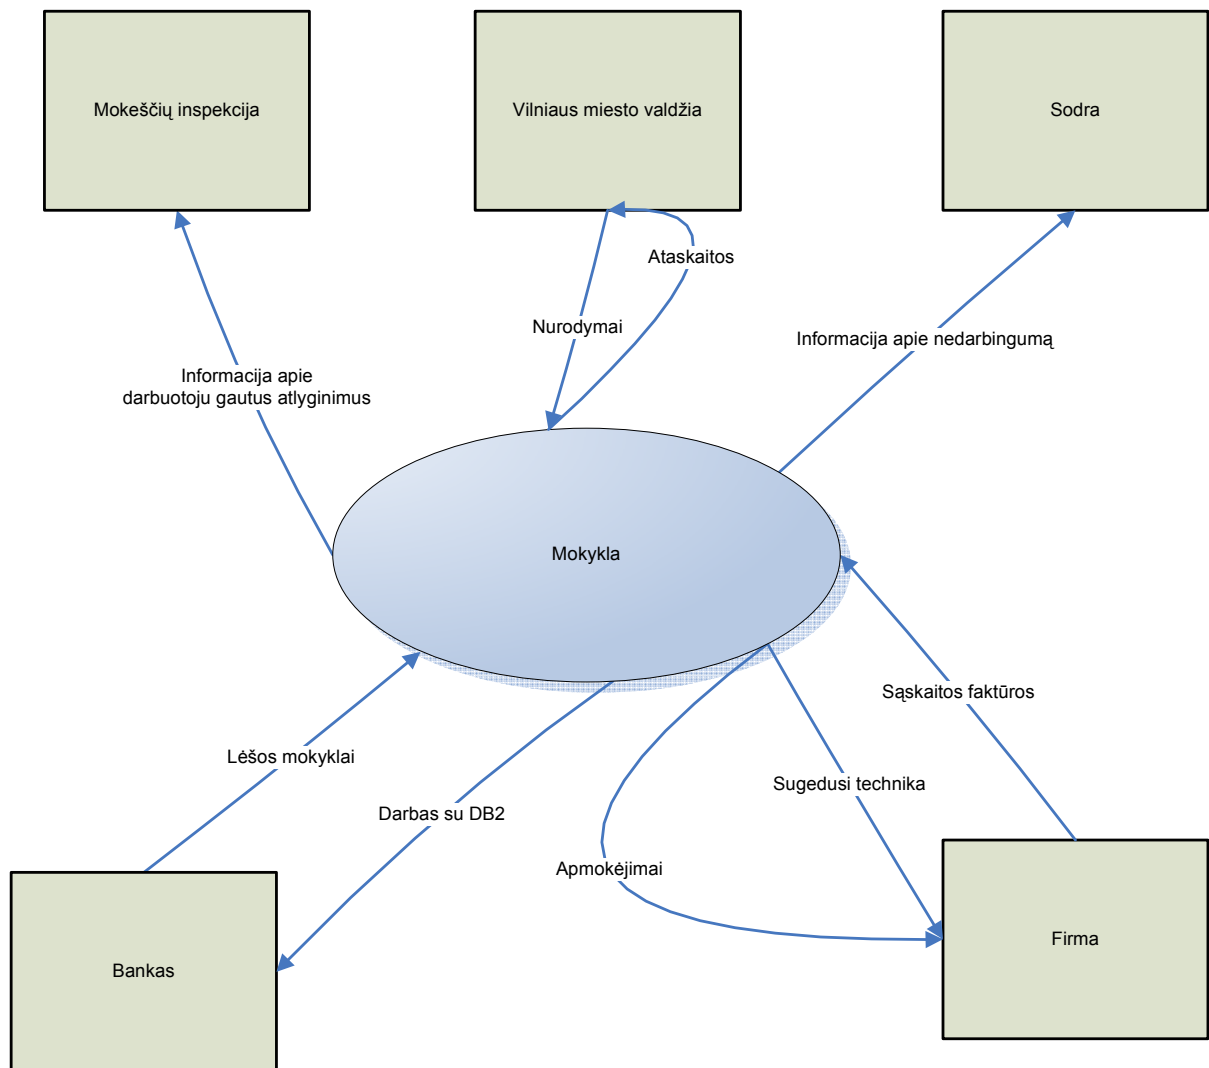 Mokeščių inspekcija
Vilniaus miesto valdžia
Sodra
Ataskaitos
Nurodymai
Informacija apie nedarbingumą
Informacija apie
darbuotoju gautus atlyginimus
Mokykla
Sąskaitos faktūros
Lėšos mokyklai
Sugedusi technika
Darbas su DB2
Apmokėjimai
Firma
Bankas